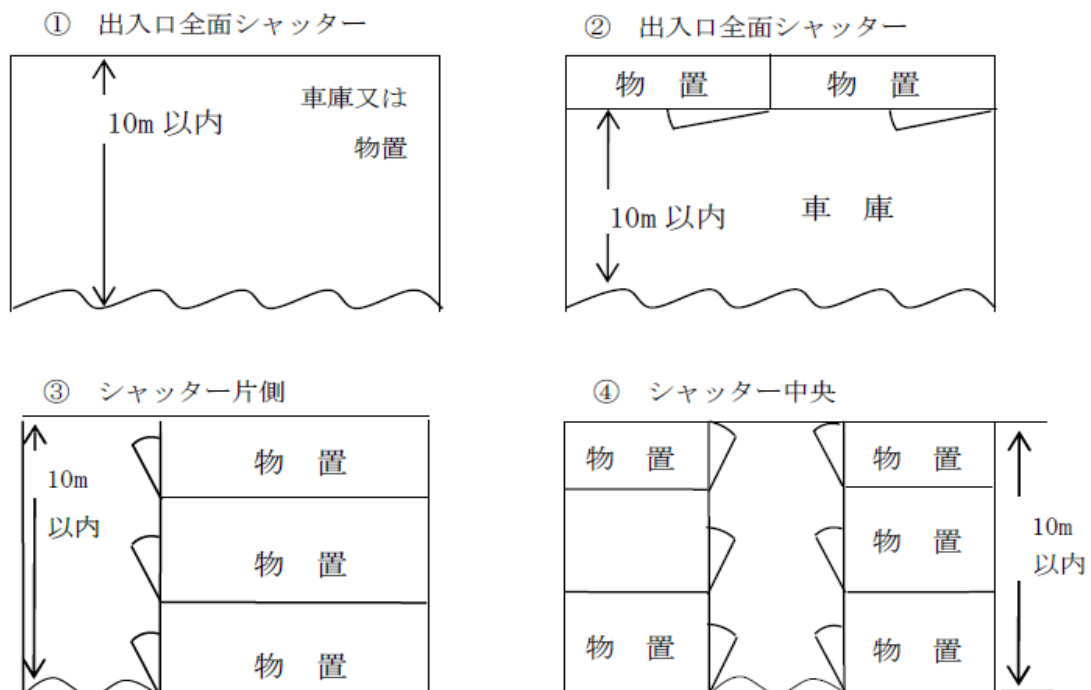 ① 出入口全面シャッター
10m 以内
車庫又は
物置
② 出入口全面シャッター
物 置
物 置
10m 以内
車 庫
③ シャッター片側
10m
以内
物 置
物 置
物 置
④ シャッター中央
物 置
物 置
物 置
物 置
物 置
10m
以内